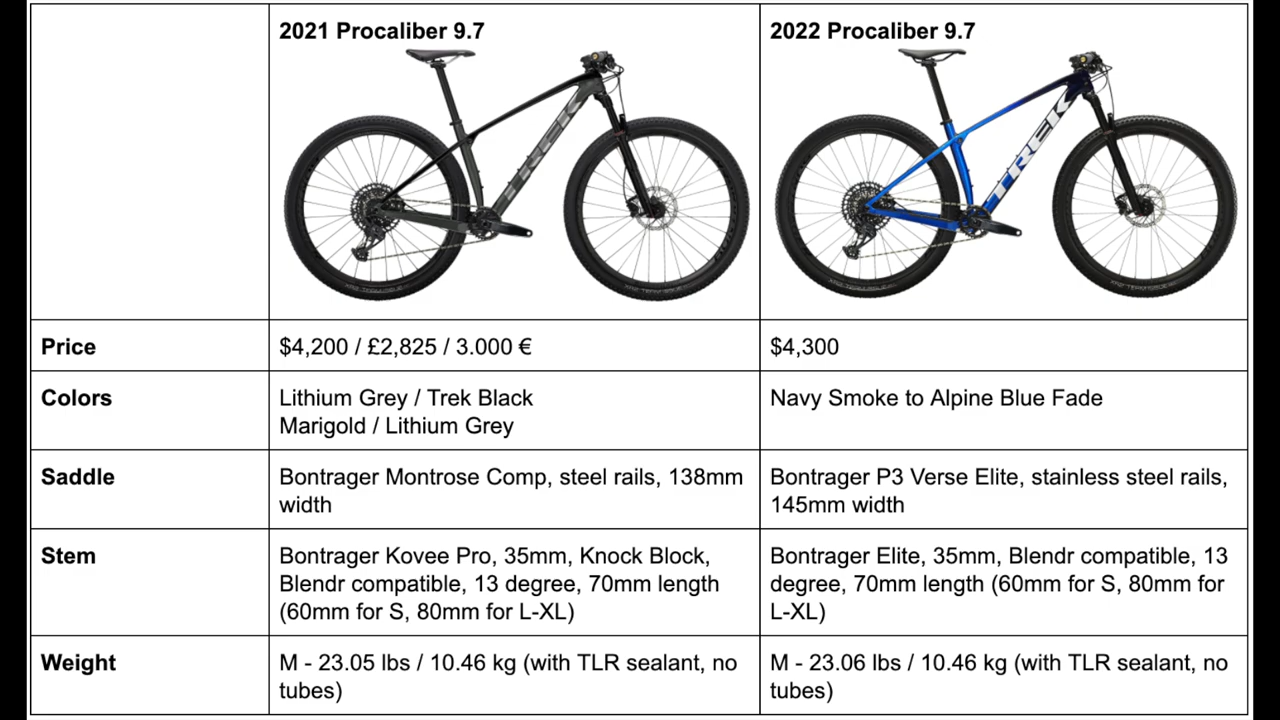 2021 Procaliber 9.7
2022 Procaliber 9.7
TREK
TREK
Price
$4,200 / £2,825 / 3.000 €
$4,300
Colors
Lithium Grey / Trek Black
Marigold / Lithium Grey
Navy Smoke to Alpine Blue Fade
Saddle
Bontrager Montrose Comp, steel rails, 138mm
width
Bontrager P3 Verse Elite, stainless steel rails,
145mm width
Stem
Bontrager Kovee Pro, 35mm, Knock Block,
Blendr compatible, 13 degree, 70mm length
(60mm for S, 80mm for L-XL)
Bontrager Elite, 35mm, Blendr compatible, 13
degree, 70mm length (60mm for S, 80mm for
L-XL)
Weight
M - 23.05 lbs / 10.46 kg (with TLR sealant, no
tubes)
M - 23.06 lbs / 10.46 kg (with TLR sealant, no
tubes)